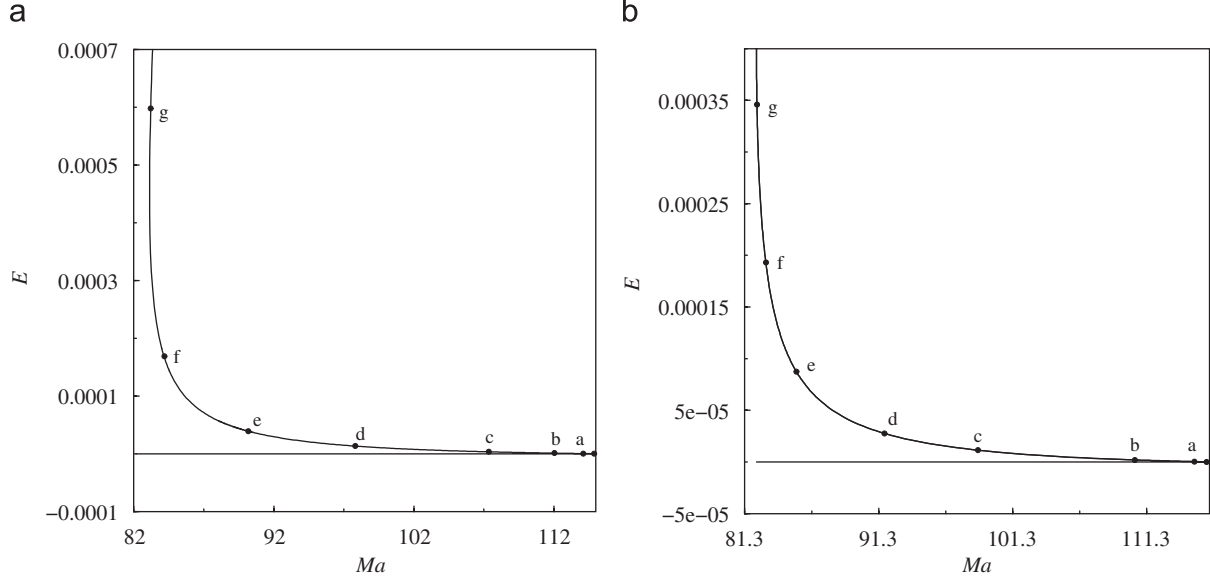 a
0.0007
0.0005
0.0003
0.0001
−0.0001
E
82
92
102
112
Ma
g
f
e
d
c
b
a
b
0.00035
0.00025
0.00015
5e−05
−5e−05
E
81.3
91.3
101.3
111.3
Ma
g
f
e
d
c
b
a